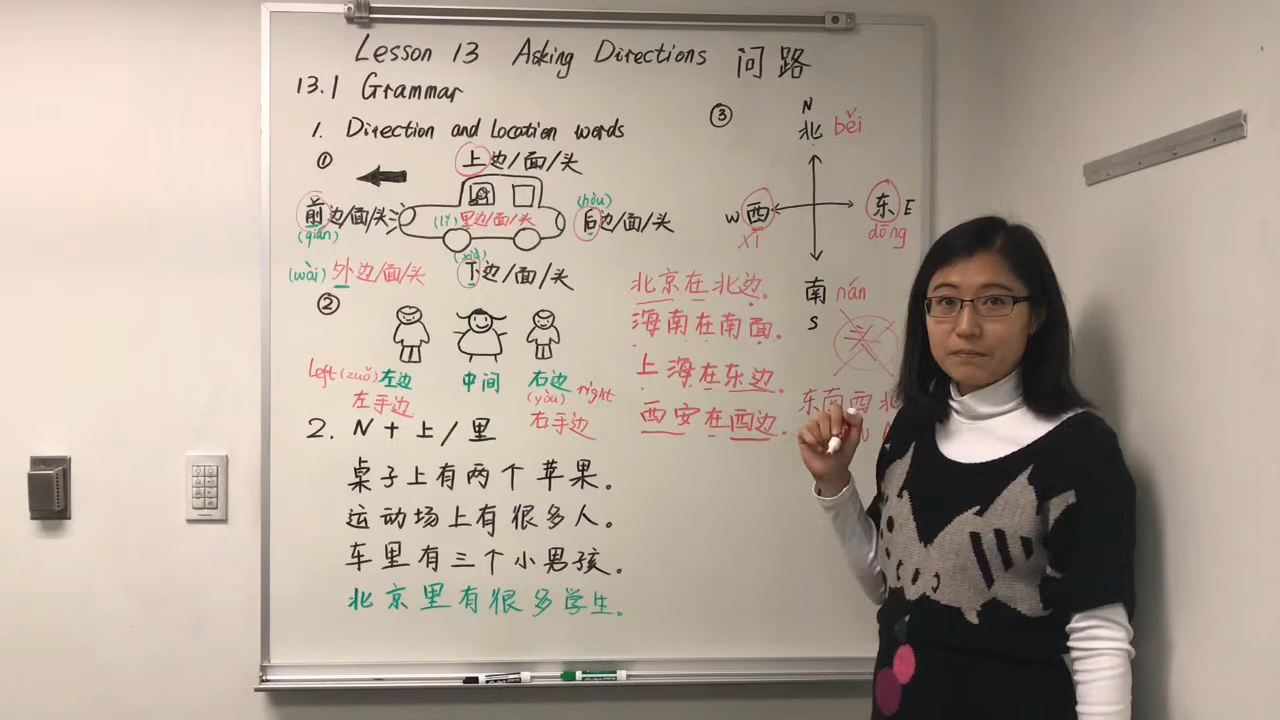 Lesson 13 Asking Directions 问路
13.1 Grammar
1. Direction and Location words
①
上边/面/头
前边/面/头
(qián)
(lǐ) 里边/面/头
(hòu)
后边/面/头
(wài) 外边/面/头
(xià)
下边/面/头
②
Left (zuǒ) 左边
左手边
中间
右边
(yòu) right
右手边
2. N + 上/里
桌子上有两个苹果。
运动场上有很多人。
车里有三个小男孩。
北京里有很多学生。
③
N
北 běi
W 西
xī
东 E
dōng
南 nán
S
头
北京在北边。
海南在南面。
上海在东边。
西安在西边。
东南西北